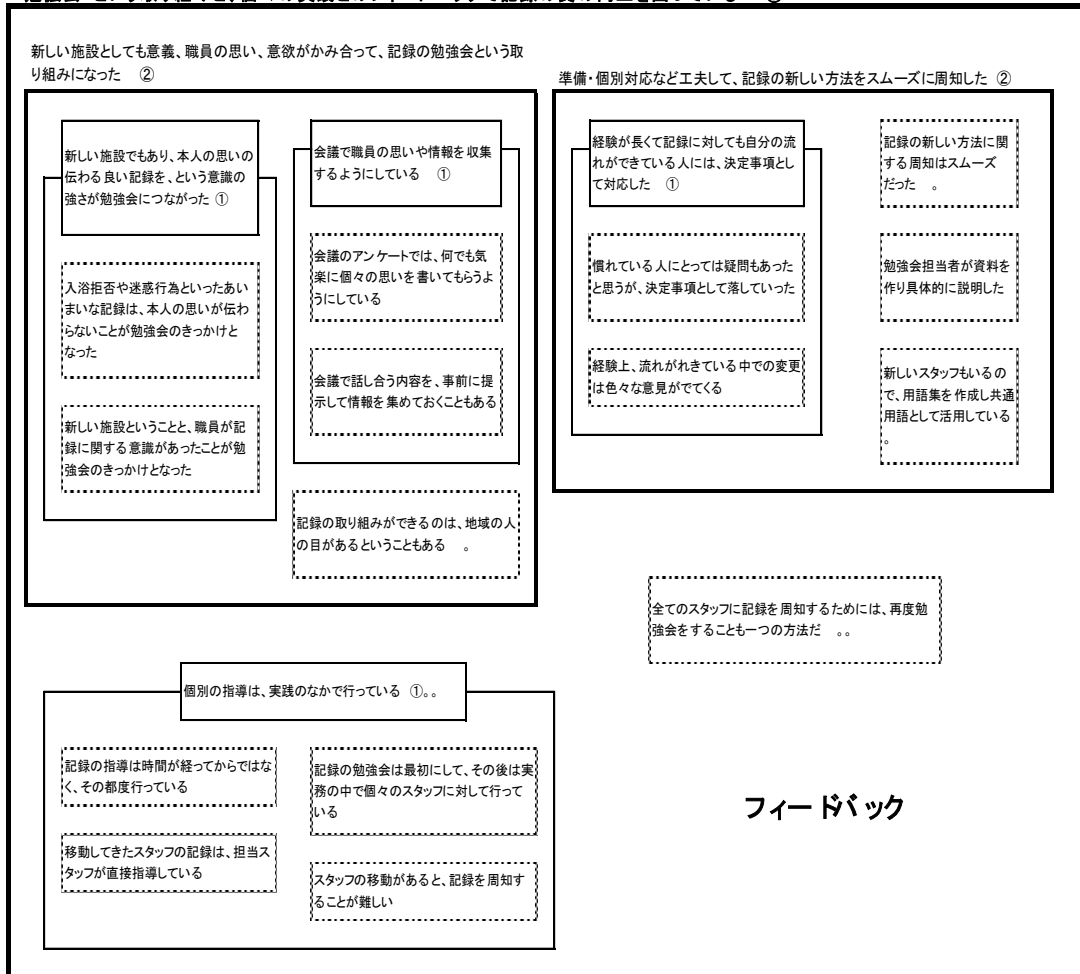 新しい施設としても意義、職員の思い、意欲がかみ合って、記録の勉強会という取
り組みになった ②
新しい施設でもあり、本人の思いの
伝わる良い記録を、という意識の
強さが勉強会につながった ①
入浴拒否や迷惑行為といったあい
まいな記録は、本人の思いが伝わ
らないことが勉強会のきっかけと
なった
新しい施設ということと、職員が記
録に関する意識があったことが勉
強会のきっかけとなった
会議で職員の思いや情報を収集
するようにしている ①
会議のアンケートでは、何でも気
楽に個々の思いを書いてもらうよ
うにしている
会議で話し合う内容を、事前に提
示して情報を集めておくこともある
記録の取り組みができるのは、地域の人
の目があるということもある 。
準備・個別対応など工夫して、記録の新しい方法をスムーズに周知した ②
経験が長くて記録に対しても自分の流
れができている人には、決定事項とし
て対応した ①
慣れている人にとっては疑問もあった
と思うが、決定事項として落していった
経験上、流れがれきている中での変更
は色々な意見がでてくる
記録の新しい方法に関
する周知はスムーズ
だった 。
勉強会担当者が資料を
作り具体的に説明した
新しいスタッフもいるの
で、用語集を作成し共通
用語として活用している
。
全てのスタッフに記録を周知するためには、再度勉
強会をすることも一つの方法だ 。。
個別の指導は、実践のなかで行っている ①。。
記録の指導は時間が経ってからではな
く、その都度行っている
移動してきたスタッフの記録は、担当ス
タッフが直接指導している
記録の勉強会は最初にして、その後は実
務の中で個々のスタッフに対して行って
いる
スタッフの移動があると、記録を周知す
ることが難しい
フィードバック